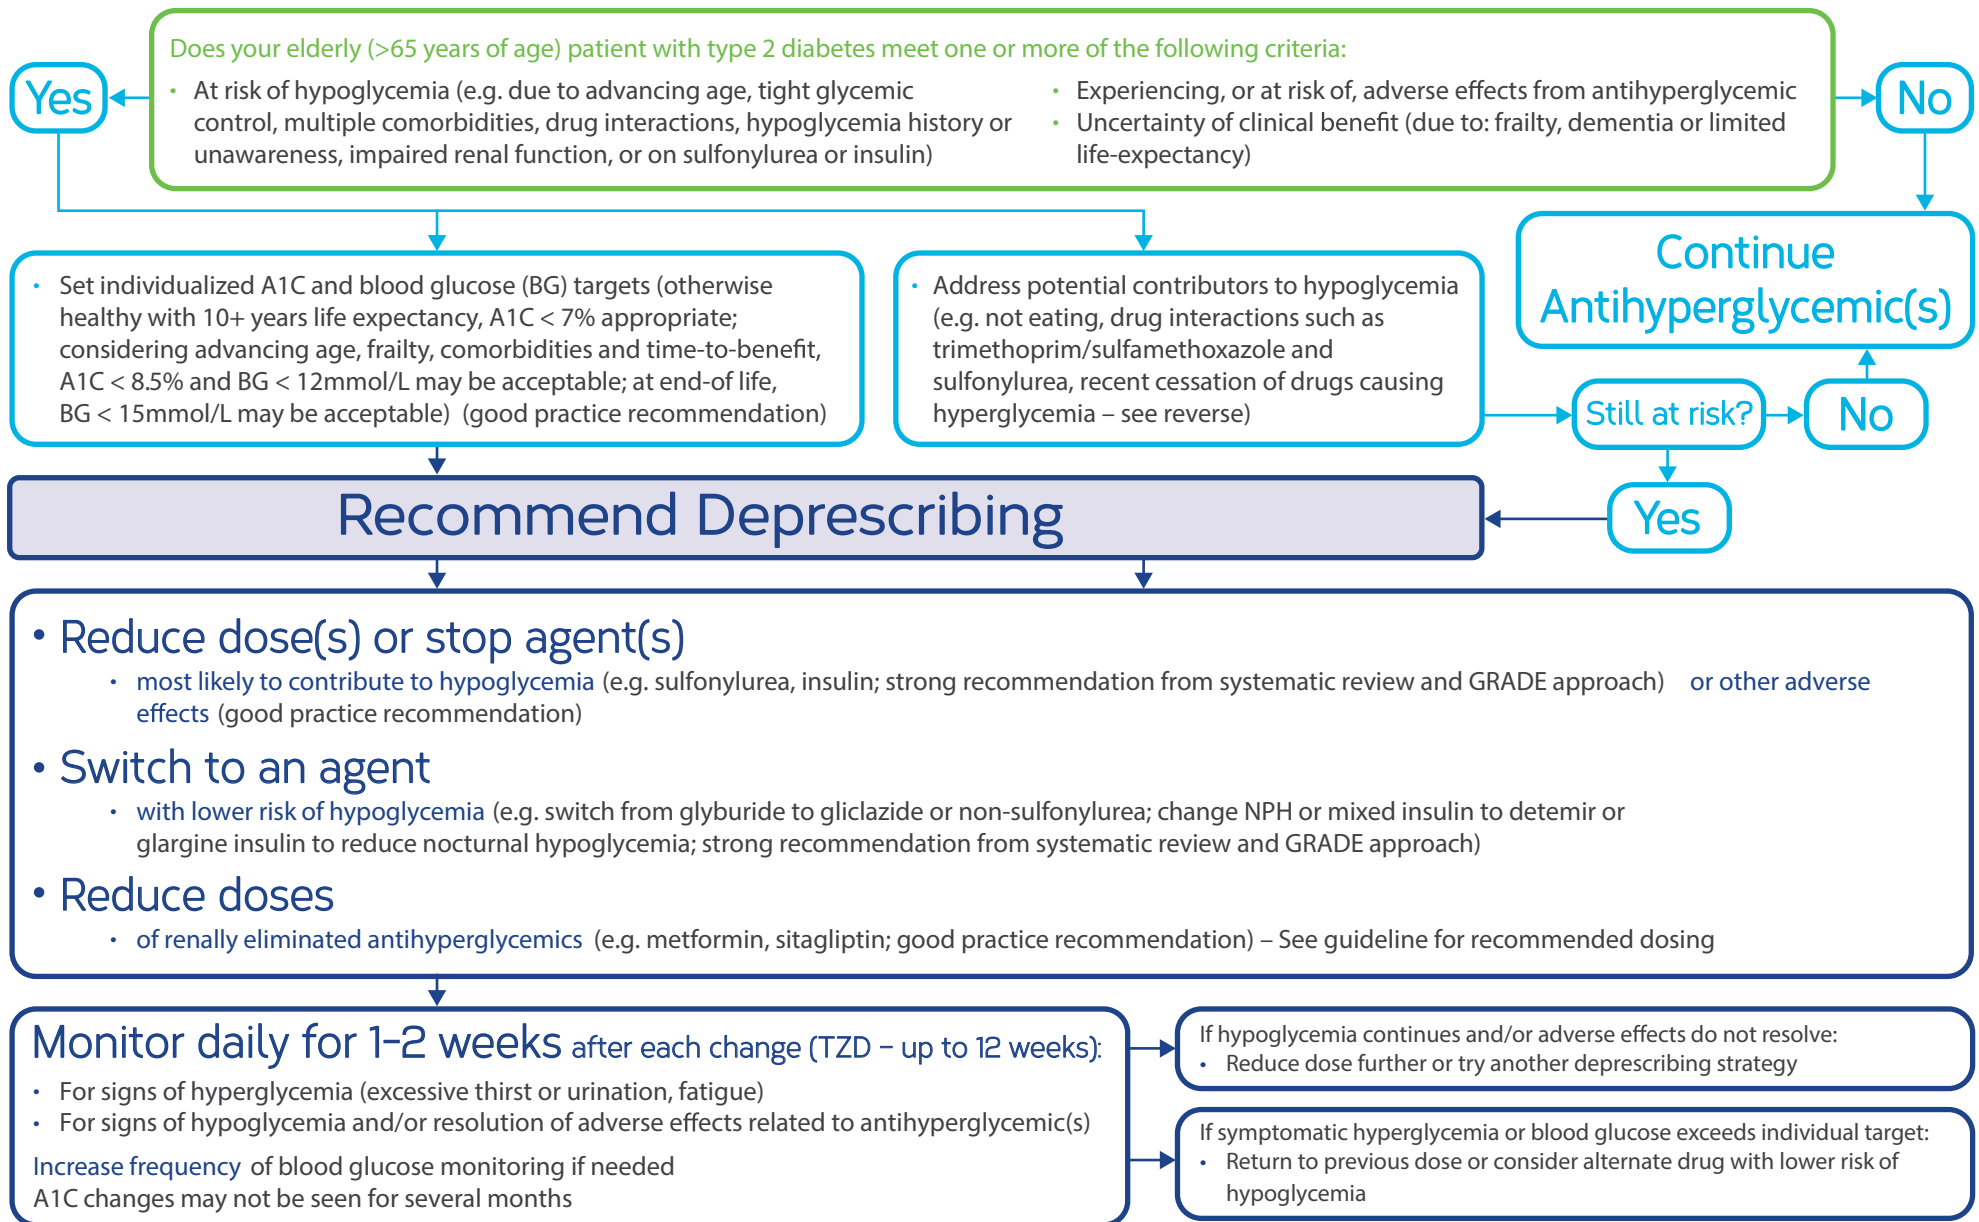 Does your elderly (>65 years of age) patient with type 2 diabetes meet one or more of the following criteria:
Yes
• At risk of hypoglycemia (e.g. due to advancing age, tight glycemic
control, multiple comorbidities, drug interactions, hypoglycemia history or
unawareness, impaired renal function, or on sulfonylurea or insulin)
• Experiencing, or at risk of, adverse effects from antihyperglycemic
• Uncertainty of clinical benefit (due to: frailty, dementia or limited
life-expectancy)
No
• Set individualized A1C and blood glucose (BG) targets (otherwise
healthy with 10+ years life expectancy, A1C < 7% appropriate;
considering advancing age, frailty, comorbidities and time-to-benefit,
A1C < 8.5% and BG < 12mmol/L may be acceptable; at end-of life,
BG < 15mmol/L may be acceptable) (good practice recommendation)
• Address potential contributors to hypoglycemia
(e.g. not eating, drug interactions such as
trimethoprim/sulfamethoxazole and
sulfonylurea, recent cessation of drugs causing
hyperglycemia – see reverse)
Continue
Antihyperglycemic(s)
Still at risk?
No
Yes
Recommend Deprescribing
• Reduce dose(s) or stop agent(s)
• most likely to contribute to hypoglycemia (e.g. sulfonylurea, insulin; strong recommendation from systematic review and GRADE approach) or other adverse
effects (good practice recommendation)
• Switch to an agent
• with lower risk of hypoglycemia (e.g. switch from glyburide to gliclazide or non-sulfonylurea; change NPH or mixed insulin to detemir or
glargine insulin to reduce nocturnal hypoglycemia; strong recommendation from systematic review and GRADE approach)
• Reduce doses
• of renally eliminated antihyperglycemics (e.g. metformin, sitagliptin; good practice recommendation) – See guideline for recommended dosing
Monitor daily for 1-2 weeks after each change (TZD – up to 12 weeks):
• For signs of hyperglycemia (excessive thirst or urination, fatigue)
• For signs of hypoglycemia and/or resolution of adverse effects related to antihyperglycemic(s)
Increase frequency of blood glucose monitoring if needed
A1C changes may not be seen for several months
If hypoglycemia continues and/or adverse effects do not resolve:
• Reduce dose further or try another deprescribing strategy
If symptomatic hyperglycemia or blood glucose exceeds individual target:
• Return to previous dose or consider alternate drug with lower risk of
hypoglycemia